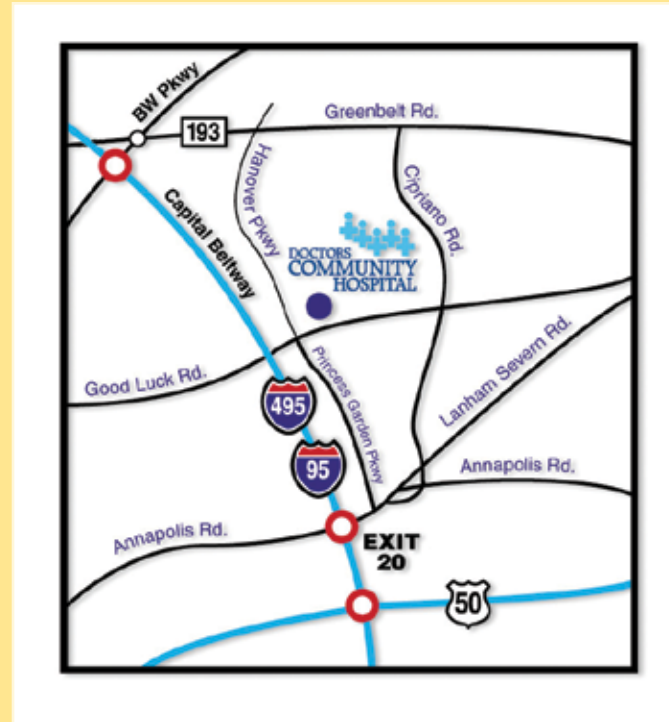 BW Pkwy
Greenbelt Rd.
193
Hanover Pkwy
Cipriano Rd.
Capital Beltway
DOCTORS
COMMUNITY
HOSPITAL
Good Luck Rd.
Princess Garden Pkwy
Lanham Severn Rd.
495
95
Annapolis Rd.
Annapolis Rd.
EXIT
20
50